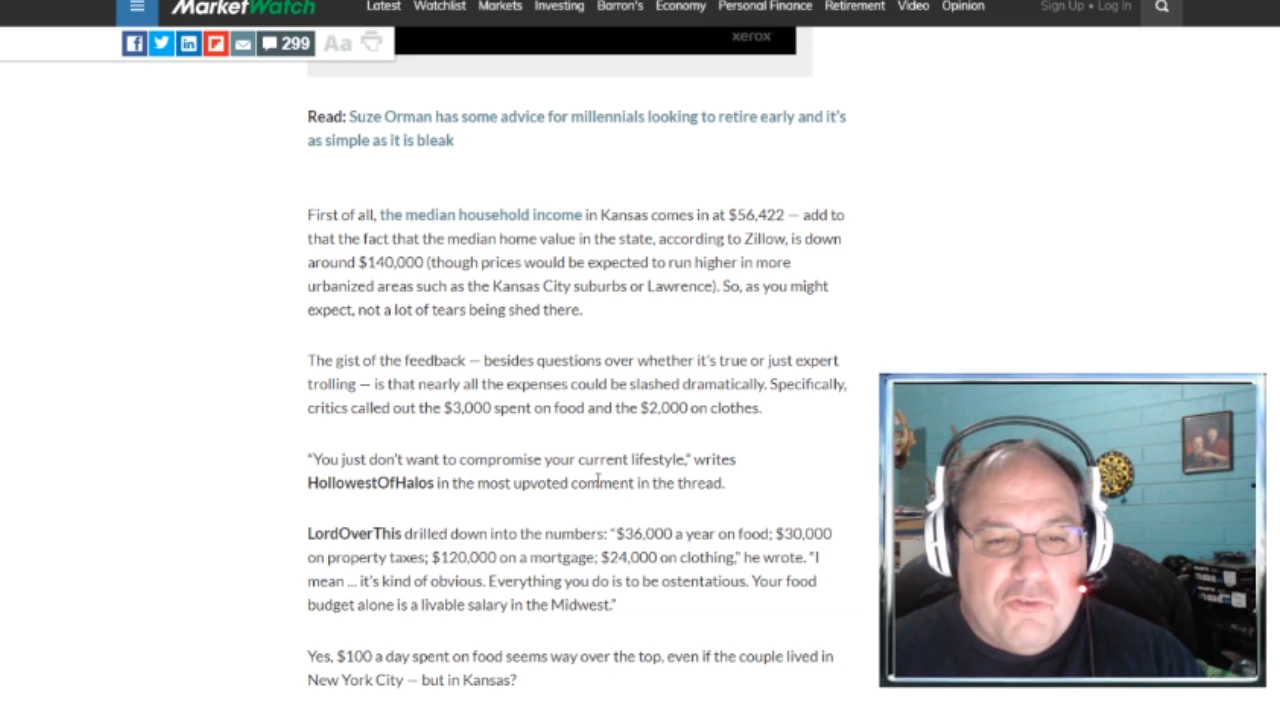 MarketWatch
Latest Watchlist Markets Investing Barron's Economy Personal Finance Retirement Video Opinion
Sign Up • Log In
299 Aa
xerox
Read: Suze Orman has some advice for millennials looking to retire early and it's
as simple as it is bleak
First of all, the median household income in Kansas comes in at $56,422 — add to
that the fact that the median home value in the state, according to Zillow, is down
around $140,000 (though prices would be expected to run higher in more
urbanized areas such as the Kansas City suburbs or Lawrence). So, as you might
expect, not a lot of tears being shed there.
The gist of the feedback — besides questions over whether it's true or just expert
trolling — is that nearly all the expenses could be slashed dramatically. Specifically,
critics called out the $3,000 spent on food and the $2,000 on clothes.
“You just don't want to compromise your current lifestyle,” writes
HollowestOfHalos in the most upvoted comment in the thread.
LordOverThis drilled down into the numbers: “$36,000 a year on food; $30,000
on property taxes; $120,000 on a mortgage; $24,000 on clothing,” he wrote. “I
mean ... it's kind of obvious. Everything you do is to be ostentatious. Your food
budget alone is a livable salary in the Midwest.”
Yes, $100 a day spent on food seems way over the top, even if the couple lived in
New York City — but in Kansas?